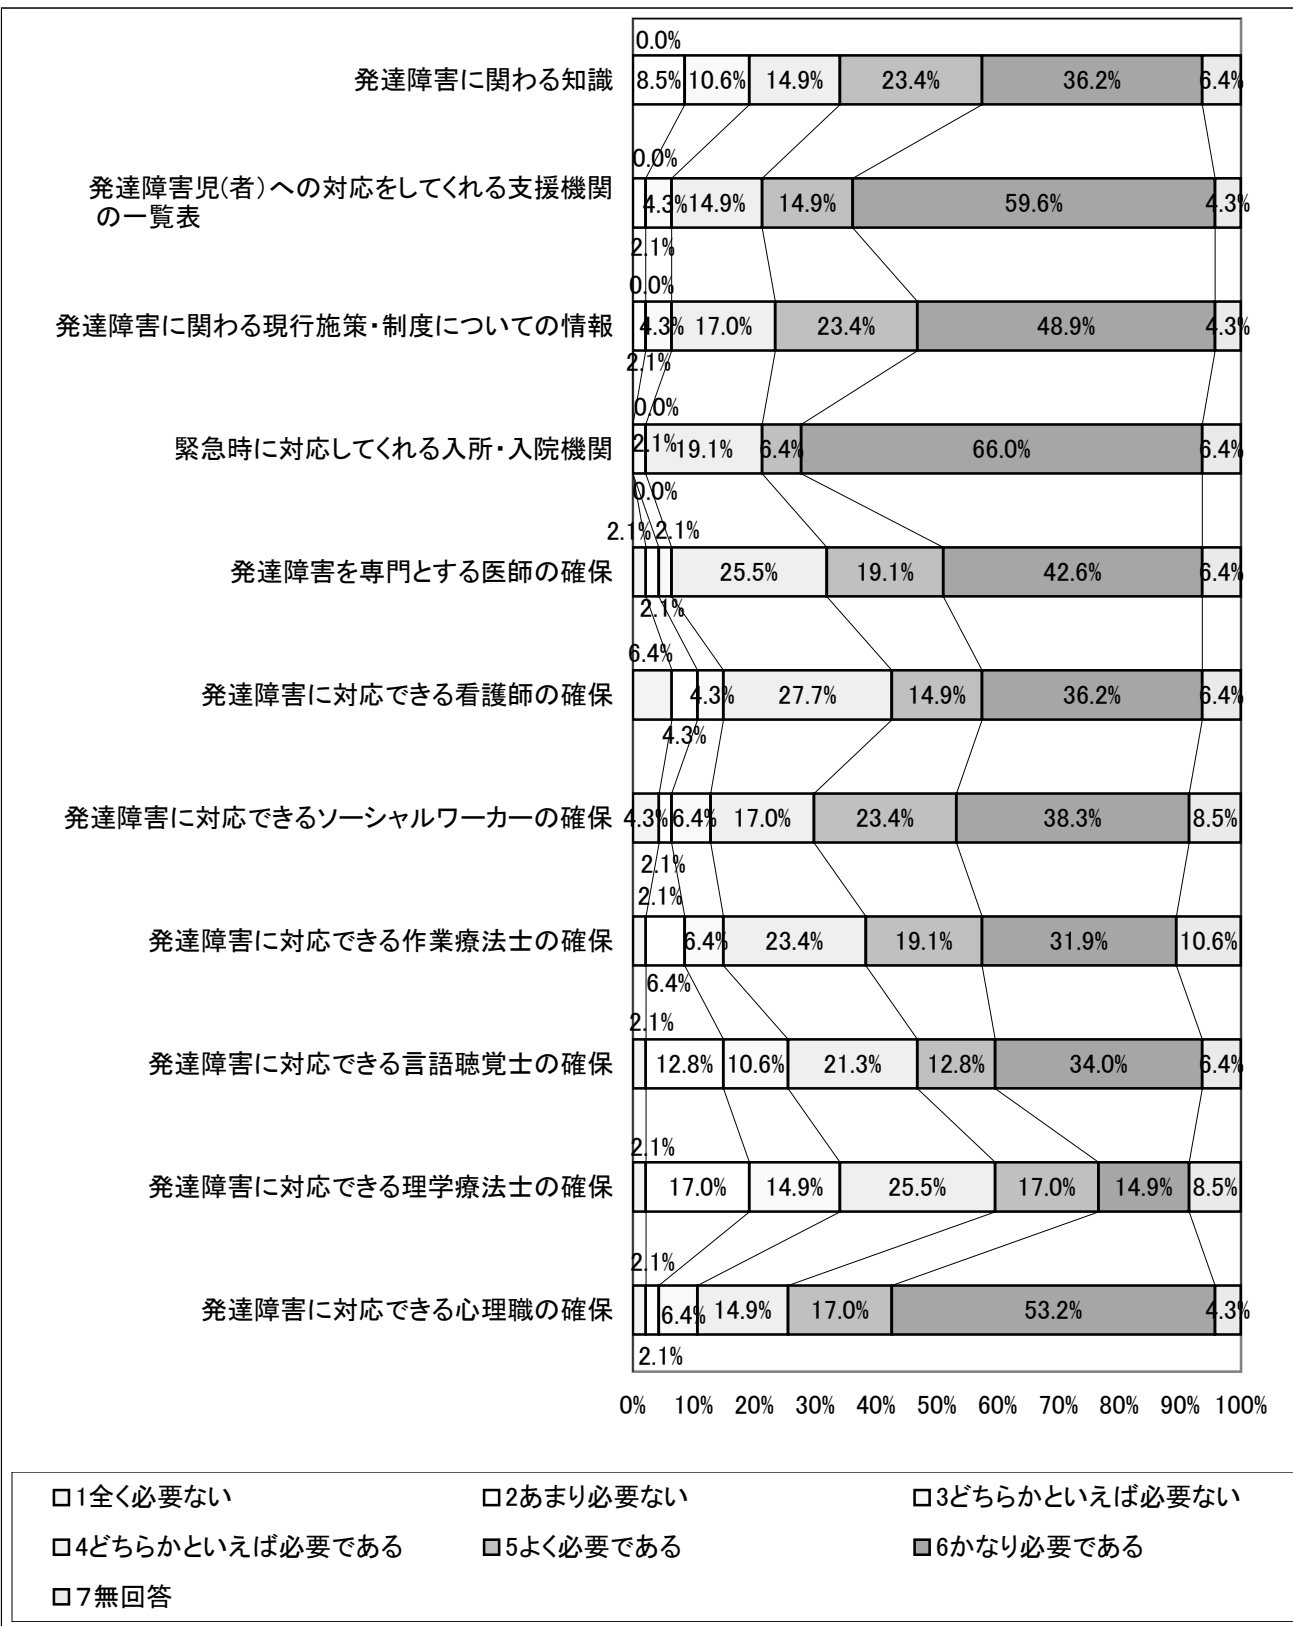 0.0%
発達障害に関わる知識 8.5% 10.6% 14.9% 23.4% 36.2% 6.4%
0.0%
発達障害児(者)への対応をしてくれる支援機関
の一覧表
4.3% 14.9% 14.9% 59.6% 4.3%
2.1%
0.0%
発達障害に関わる現行施策・制度についての情報 4.3% 17.0% 23.4% 48.9% 4.3%
2.1%
0.0%
緊急時に対応してくれる入所・入院機関 2.1% 19.1% 6.4% 66.0% 6.4%
0.0%
2.1% 2.1%
発達障害を専門とする医師の確保 25.5% 19.1% 42.6% 6.4%
2.1%
6.4%
発達障害に対応できる看護師の確保 4.3% 27.7% 14.9% 36.2% 6.4%
4.3%
発達障害に対応できるソーシャルワーカーの確保 4.3% 6.4% 17.0% 23.4% 38.3% 8.5%
2.1%
2.1%
発達障害に対応できる作業療法士の確保 6.4% 23.4% 19.1% 31.9% 10.6%
6.4%
2.1%
発達障害に対応できる言語聴覚士の確保 12.8% 10.6% 21.3% 12.8% 34.0% 6.4%
2.1%
発達障害に対応できる理学療法士の確保 17.0% 14.9% 25.5% 17.0% 14.9% 8.5%
2.1%
発達障害に対応できる心理職の確保 6.4% 14.9% 17.0% 53.2% 4.3%
2.1%
0% 10% 20% 30% 40% 50% 60% 70% 80% 90% 100%
1全く必要ない 2あまり必要ない 3どちらかといえば必要ない
4どちらかといえば必要である 5よく必要である 6かなり必要である
7無回答